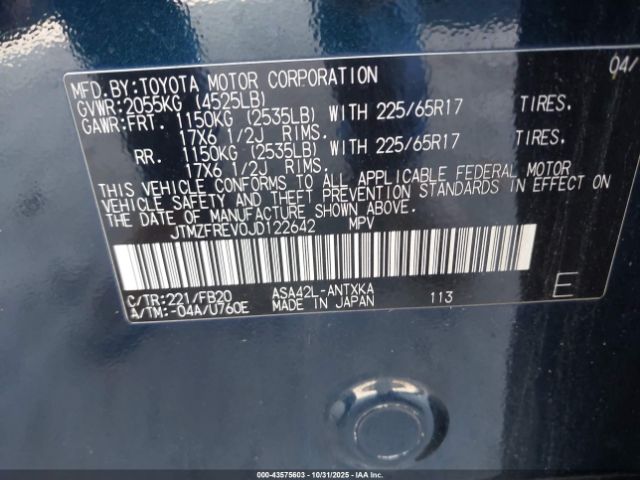 MFD.BY:TOYOTA MOTOR CORPORATION 04/
GVWR:2055KG (4525LB)
GAWR:FRT. 1150KG (2535LB) WITH 225/65R17 TIRES.
17X6 1/2J RIMS.
RR. 1150KG (2535LB) WITH 225/65R17 TIRES.
17X6 1/2J RIMS.
THIS VEHICLE CONFORMS TO ALL APPLICABLE FEDERAL MOTOR
VEHICLE SAFETY AND THEFT PREVENTION STANDARDS IN EFFECT ON
THE DATE OF MANUFACTURE SHOWN ABOVE.
JTMZFREV0JD122642 MPV
C/TR:221/FB20 ASA42L-ANTXKA
A/TM:-04A/U760E MADE IN JAPAN 113 E
000-43575603 - 10/31/2025 - IAAI.CA